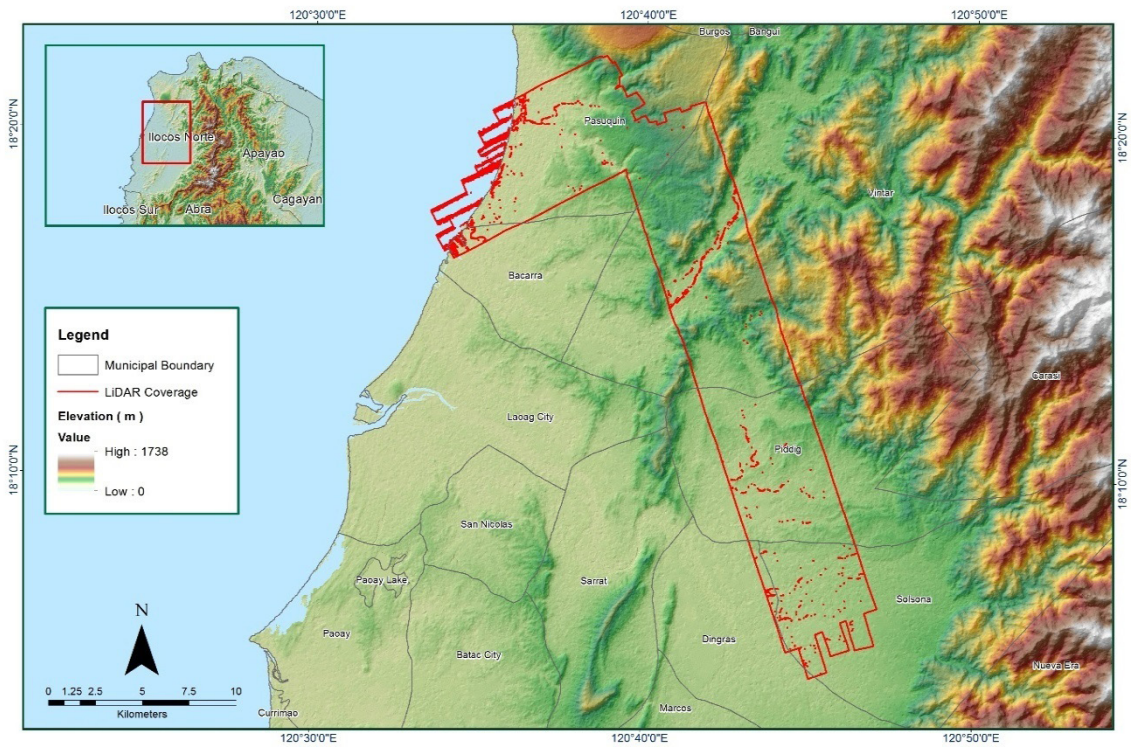 120°30'0"E
120°40'0"E
120°50'0"E
18°20'0"N
18°20'0"N
18°10'0"N
18°10'0"N
Ilocos Norte
Apayao
Cagayan
Ilocos Sur
Abra
Burgos
Bangui
Pasuquin
Vintar
Bacarra
Carasi
Laoag City
Piddig
San Nicolas
Paoay Lake
Sarrat
Solsona
Paoay
Dingras
Batac City
Nueva Era
Marcos
Currimao
Legend
Municipal Boundary
LiDAR Coverage
Elevation ( m )
Value
High : 1738
Low : 0
N
0 1.25 2.5 5 7.5 10
Kilometers
120°30'0"E
120°40'0"E
120°50'0"E